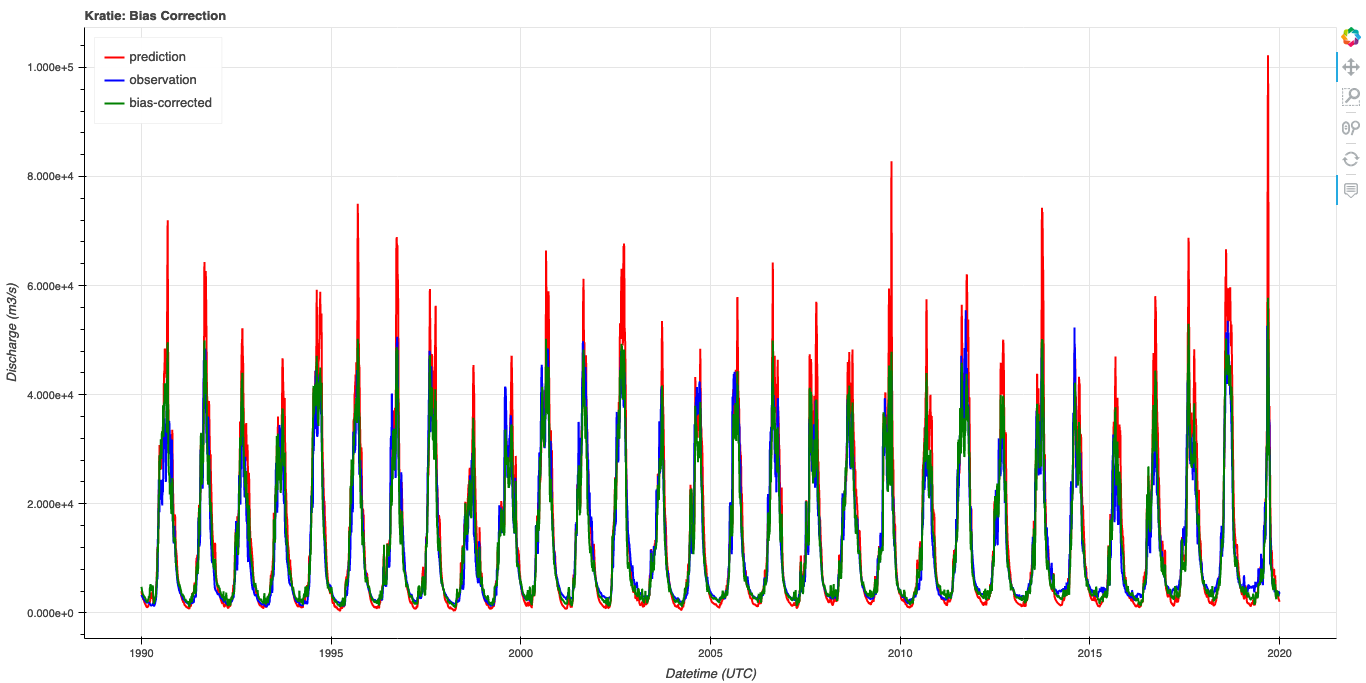 Kratie: Bias Correction
prediction
observation
bias-corrected
Discharge (m3/s)
1.000e+5
8.000e+4
6.000e+4
4.000e+4
2.000e+4
0.000e+0
1990
1995
2000
2005
2010
2015
2020
Datetime (UTC)